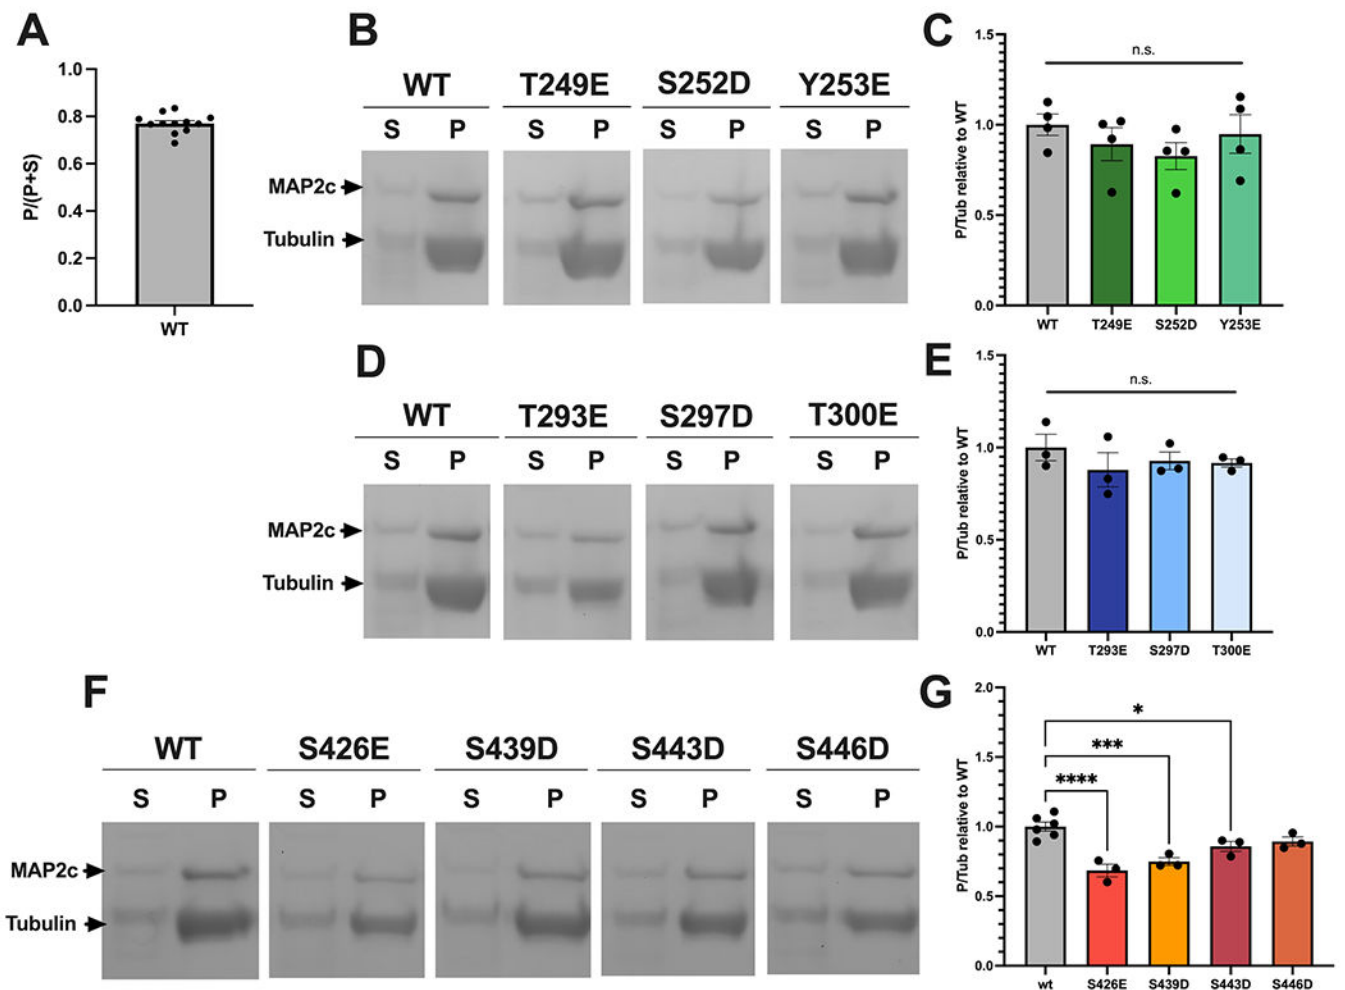 A
P/(P+S)
1.0
0.8
0.6
0.4
0.2
0.0
WT
B
WT T249E S252D Y253E
S P S P S P S P
MAP2c
Tubulin
C
P/Tub relative to WT
1.5
1.0
0.5
0.0
n.s.
WT T249E S252D Y253E
D
WT T293E S297D T300E
S P S P S P S P
MAP2c
Tubulin
E
P/Tub relative to WT
1.5
1.0
0.5
0.0
n.s.
WT T293E S297D T300E
F
WT S426E S439D S443D S446D
S P S P S P S P S P
MAP2c
Tubulin
G
P/Tub relative to WT
2.0
1.5
1.0
0.5
0.0
*
***
****
wt S426E S439D S443D S446D